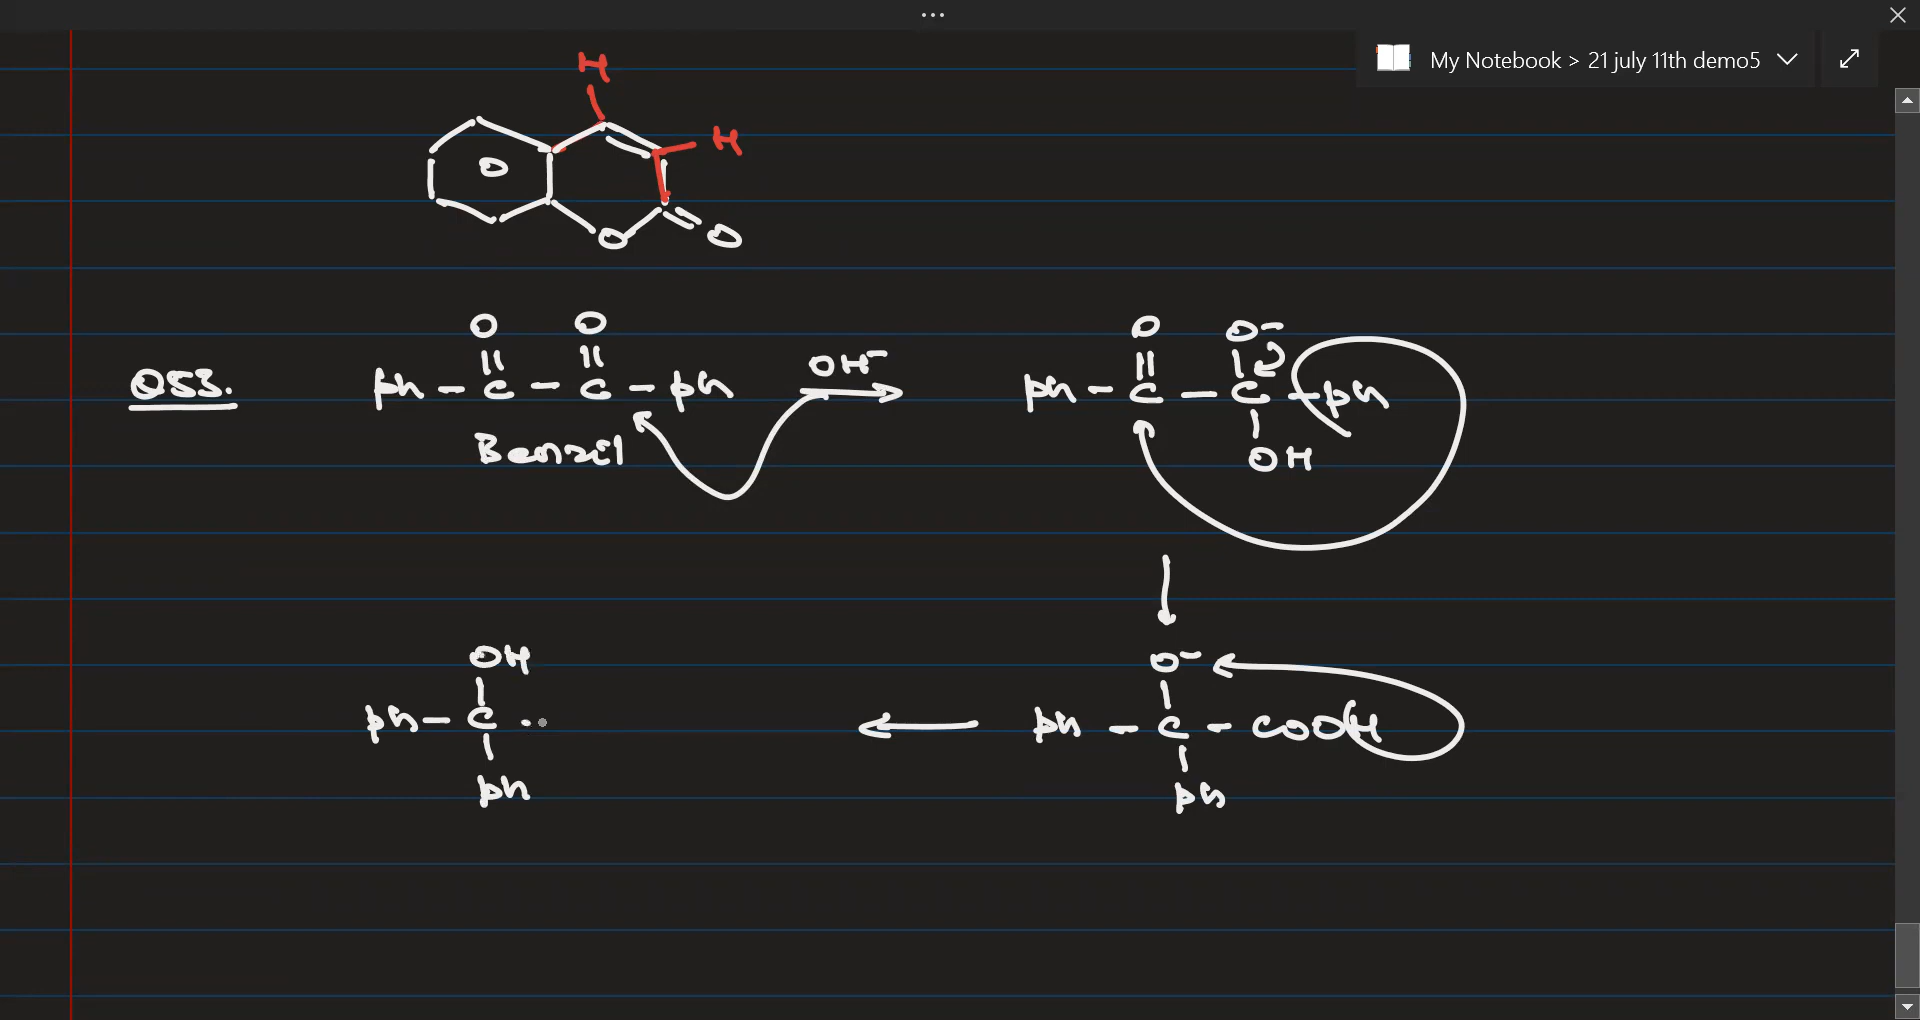 My Notebook > 21 july 11th demo5
H
H
O
O
O
O O
Q53. Ph - C - C - Ph
Benzil
OH⁻
O O⁻
Ph - C - C - Ph
OH
OH
Ph - C -
Ph
O⁻
Ph - C - COOH
Ph